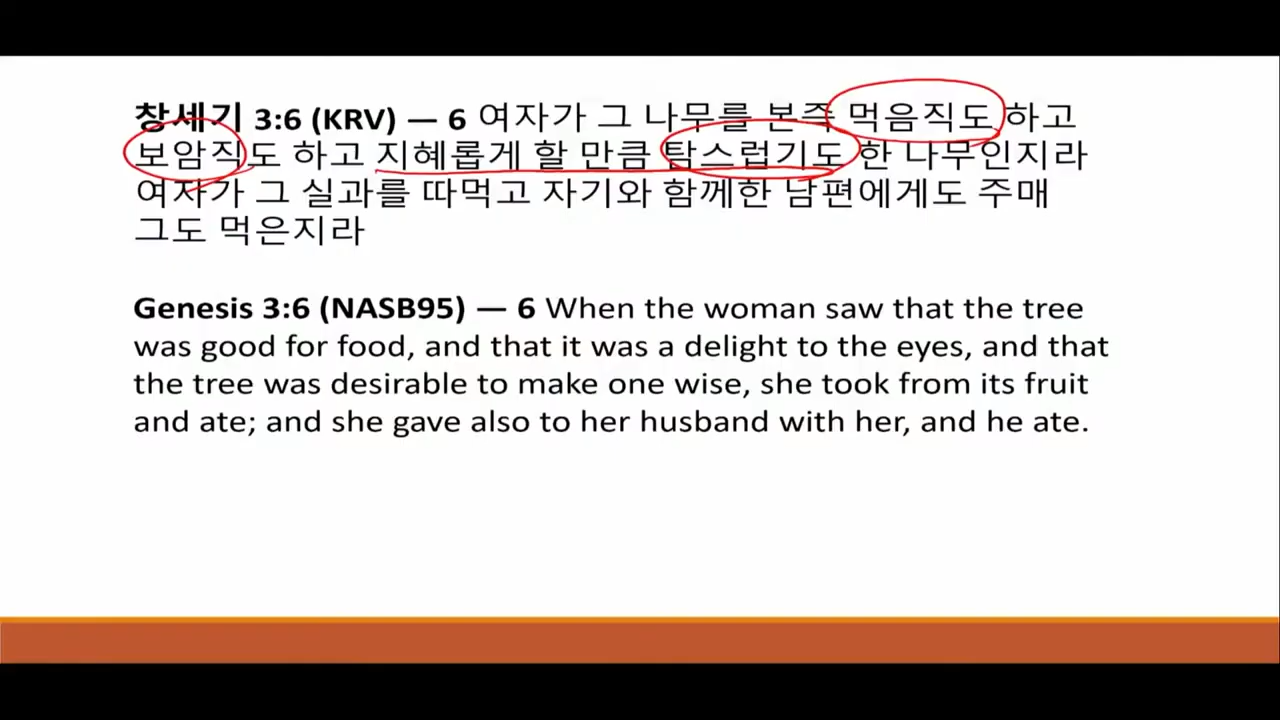 창세기 3:6 (KRV) — 6 여자가 그 나무를 본즉 먹음직도 하고
보암직도 하고 지혜롭게 할 만큼 탐스럽기도 한 나무인지라
여자가 그 실과를 따먹고 자기와 함께한 남편에게도 주매
그도 먹은지라
Genesis 3:6 (NASB95) — 6 When the woman saw that the tree
was good for food, and that it was a delight to the eyes, and that
the tree was desirable to make one wise, she took from its fruit
and ate; and she gave also to her husband with her, and he ate.